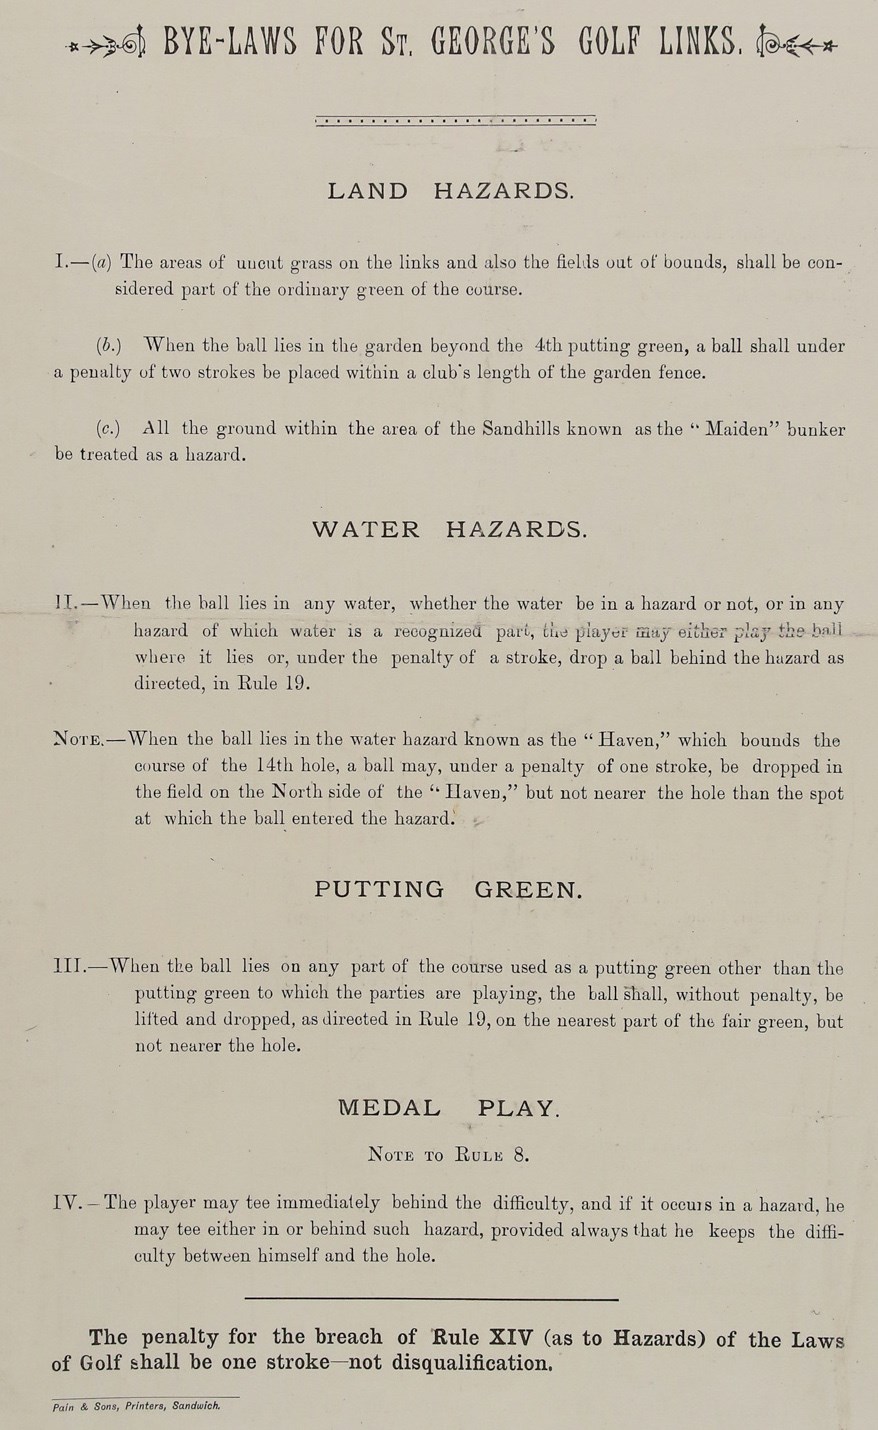 BYE-LAWS FOR ST. GEORGE'S GOLF LINKS.
LAND HAZARDS.
I.—(a) The areas of uncut grass on the links and also the fields out of bounds, shall be con-
sidered part of the ordinary green of the course.
(b.) When the ball lies in the garden beyond the 4th putting green, a ball shall under
a penalty of two strokes be placed within a club's length of the garden fence.
(c.) All the ground within the area of the Sandhills known as the “ Maiden” bunker
be treated as a hazard.
WATER HAZARDS.
II.—When the ball lies in any water, whether the water be in a hazard or not, or in any
hazard of which water is a recognized part, the player may either play the ball
where it lies or, under the penalty of a stroke, drop a ball behind the hazard as
directed, in Rule 19.
NOTE.—When the ball lies in the water hazard known as the “ Haven,” which bounds the
course of the 14th hole, a ball may, under a penalty of one stroke, be dropped in
the field on the North side of the “ Haven,” but not nearer the hole than the spot
at which the ball entered the hazard.
PUTTING GREEN.
III.—When the ball lies on any part of the course used as a putting green other than the
putting green to which the parties are playing, the ball shall, without penalty, be
lifted and dropped, as directed in Rule 19, on the nearest part of the fair green, but
not nearer the hole.
MEDAL PLAY.
NOTE TO RULE 8.
IV. – The player may tee immediately behind the difficulty, and if it occurs in a hazard, he
may tee either in or behind such hazard, provided always that he keeps the diffi-
culty between himself and the hole.
The penalty for the breach of Rule XIV (as to Hazards) of the Laws
of Golf shall be one stroke—not disqualification.
Pain & Sons, Printers, Sandwich.